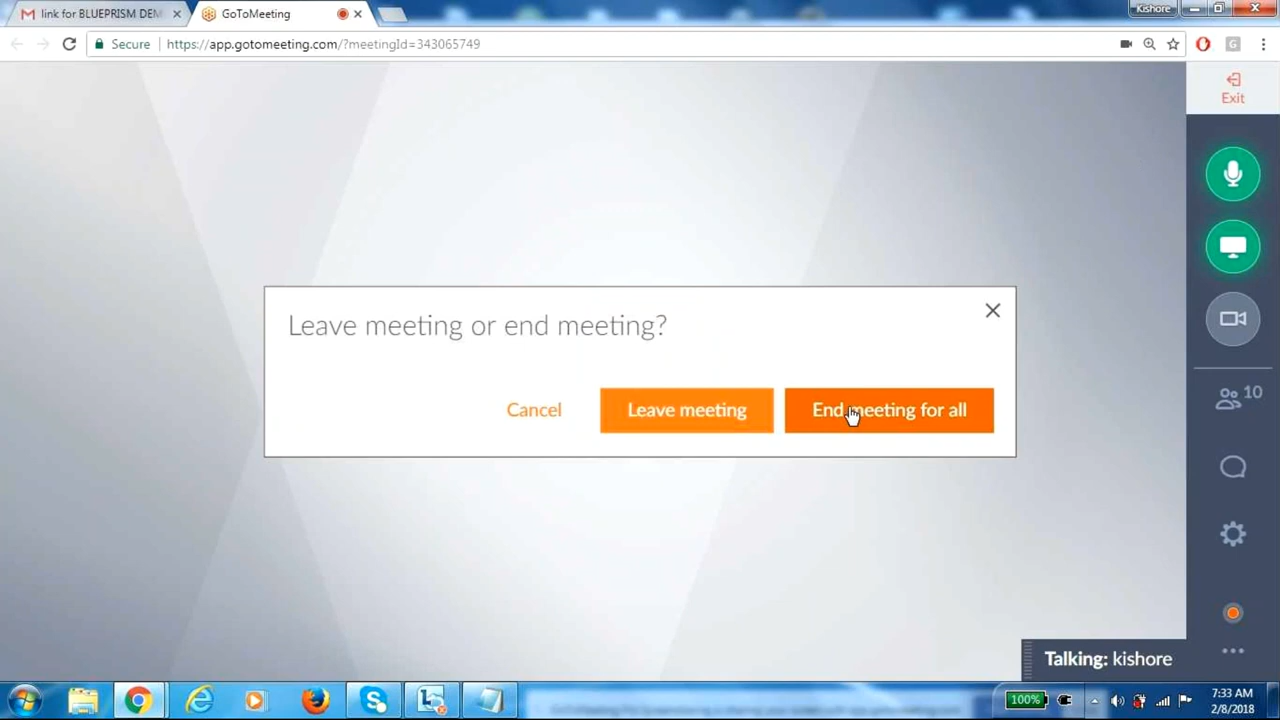 link for BLUEPRISM DEM
GoToMeeting
Kishore
Secure
https://app.gotomeeting.com/?meetingId=343065749
G
Exit
Leave meeting or end meeting?
Cancel
Leave meeting
End meeting for all
10
Talking: kishore
100%
7:33 AM
2/8/2018